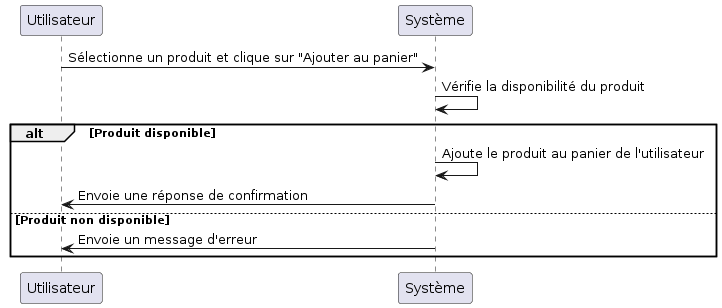 Utilisateur
Système
Sélectionne un produit et clique sur "Ajouter au panier"
Vérifie la disponibilité du produit
alt
[Produit disponible]
Ajoute le produit au panier de l'utilisateur
Envoie une réponse de confirmation
[Produit non disponible]
Envoie un message d'erreur
Utilisateur
Système